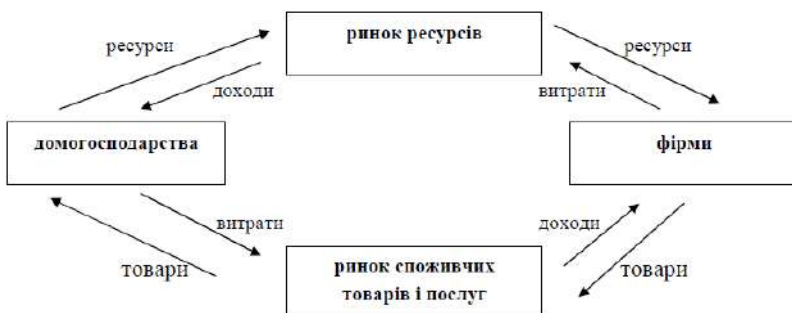 ресурси
ринок ресурсів
ресурси
доходи
витрати
домогосподарства
фірми
витрати
доходи
товари
ринок споживчих
товарів і послуг
товари